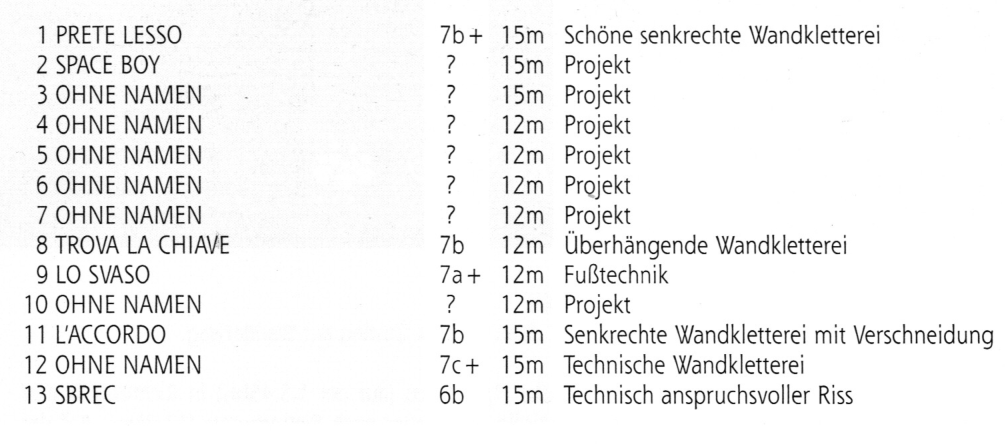 1 PRETE LESSO 7b+ 15m Schöne senkrechte Wandkletterei
2 SPACE BOY ? 15m Projekt
3 OHNE NAMEN ? 15m Projekt
4 OHNE NAMEN ? 12m Projekt
5 OHNE NAMEN ? 12m Projekt
6 OHNE NAMEN ? 12m Projekt
7 OHNE NAMEN ? 12m Projekt
8 TROVA LA CHIAVE 7b 12m Überhängende Wandkletterei
9 LO SVASO 7a+ 12m Fußtechnik
10 OHNE NAMEN ? 12m Projekt
11 L'ACCORDO 7b 15m Senkrechte Wandkletterei mit Verschneidung
12 OHNE NAMEN 7c+ 15m Technische Wandkletterei
13 SBREC 6b 15m Technisch anspruchsvoller Riss